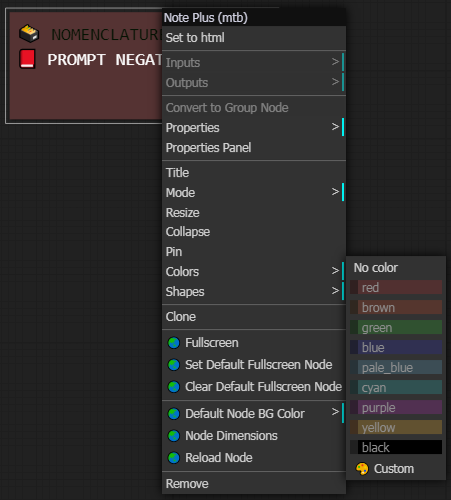 NOMENCLATURE
PROMPT NEGAT
Note Plus (mtb)
Set to html
Inputs >
Outputs >
Convert to Group Node
Properties >
Properties Panel
Title
Mode >
Resize
Collapse
Pin
Colors >
Shapes >
Clone
Fullscreen
Set Default Fullscreen Node
Clear Default Fullscreen Node
Default Node BG Color >
Node Dimensions
Reload Node
Remove
No color
red
brown
green
blue
pale_blue
cyan
purple
yellow
black
Custom